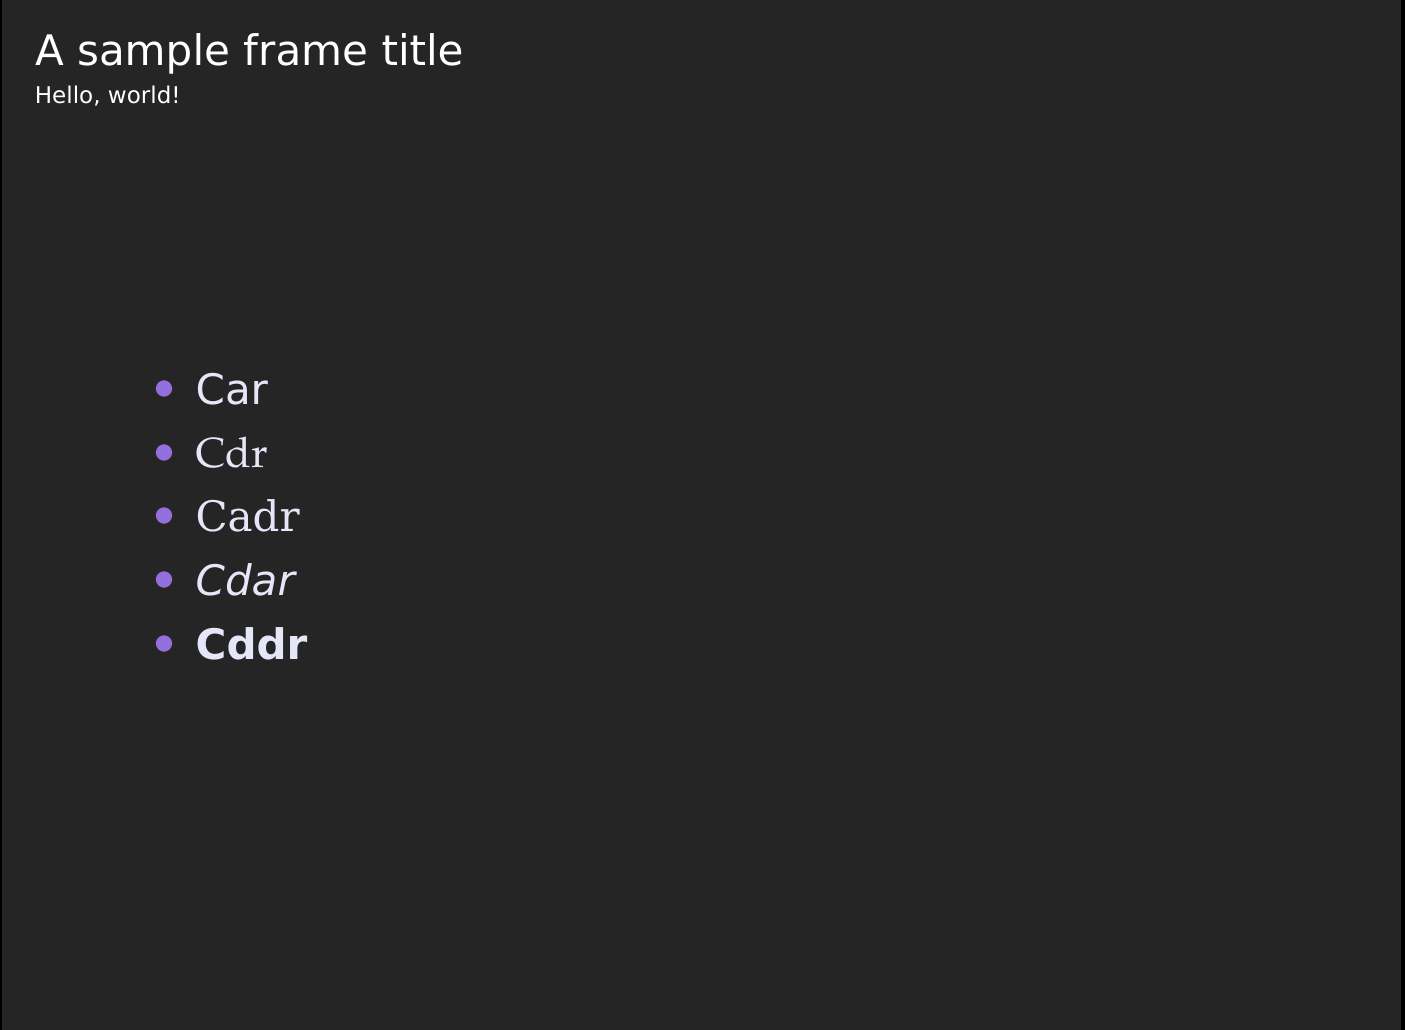 A sample frame title
Hello, world!
• Car
• Cdr
• Cadr
• Cdar
• Cddr